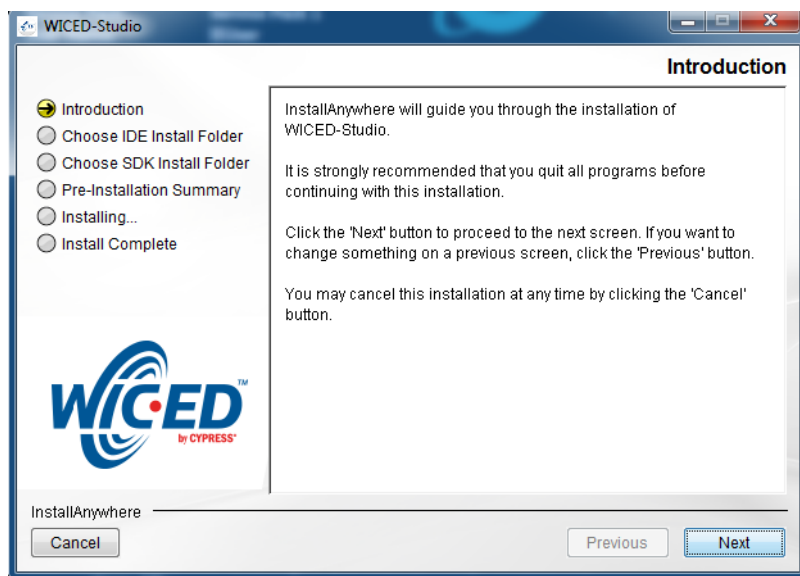 WICED-Studio
Introduction
Introduction
Choose IDE Install Folder
Choose SDK Install Folder
Pre-Installation Summary
Installing...
Install Complete
InstallAnywhere will guide you through the installation of
WICED-Studio.
It is strongly recommended that you quit all programs before
continuing with this installation.
Click the 'Next' button to proceed to the next screen. If you want to
change something on a previous screen, click the 'Previous' button.
You may cancel this installation at any time by clicking the 'Cancel'
button.
WICED™
by CYPRESS®
InstallAnywhere
Cancel
Previous
Next